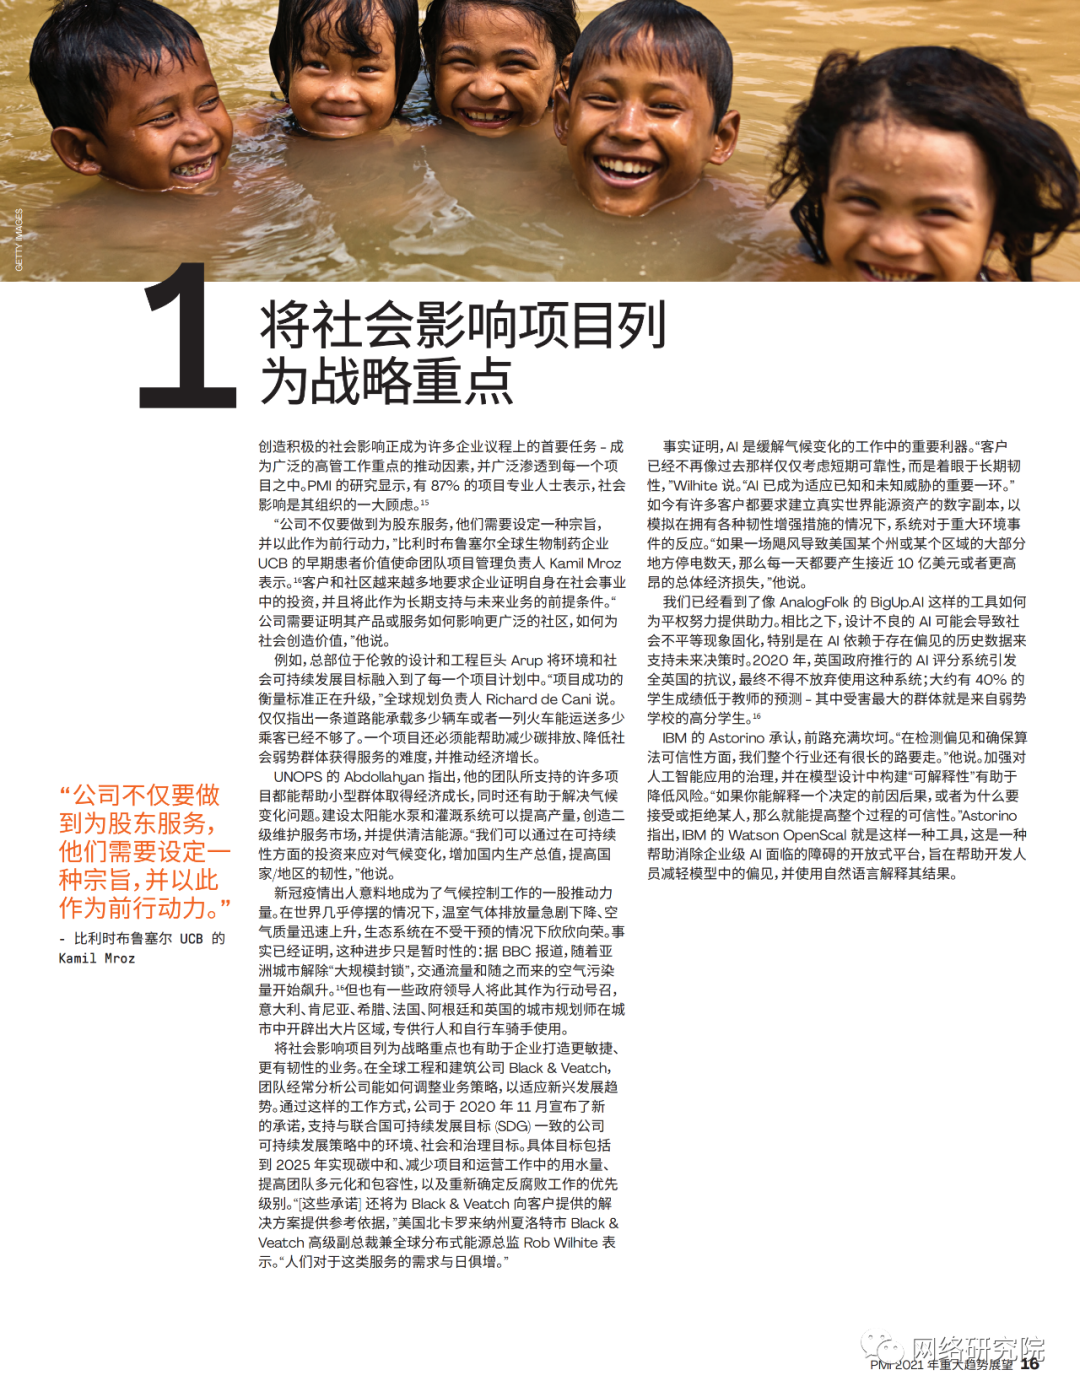 GETTY IMAGES
1
将社会影响项目列
为战略重点
创造积极的社会影响正成为许多企业议程上的首要任务 – 成
为广泛的高管工作重点的推动因素，并广泛渗透到每一个项
目之中。PMI 的研究显示，有 87% 的项目专业人士表示，社会
影响是其组织的一大顾虑。¹⁵
“公司不仅要做到为股东服务，他们需要设定一种宗旨，
并以此作为前行动力，”比利时布鲁塞尔全球生物制药企业
UCB 的早期患者价值使命团队项目管理负责人 Kamil Mroz
表示。¹⁶客户和社区越来越多地要求企业证明自身在社会事业
中的投资，并且将此作为长期支持与未来业务的前提条件。“
公司需要证明其产品或服务如何影响更广泛的社区，如何为
社会创造价值，”他说。
例如，总部位于伦敦的设计和工程巨头 Arup 将环境和社
会可持续发展目标融入到了每一个项目计划中。“项目成功的
衡量标准正在升级，”全球规划负责人 Richard de Cani 说。
仅仅指出一条道路能承载多少辆车或者一列火车能运送多少
乘客已经不够了。一个项目还必须能帮助减少碳排放、降低社
会弱势群体获得服务的难度，并推动经济增长。
UNOPS 的 Abdollahyan 指出，他的团队所支持的许多项
目都能帮助小型群体取得经济成长，同时还有助于解决气候
变化问题。建设太阳能水泵和灌溉系统可以提高产量，创造二
级维护服务市场，并提供清洁能源。“我们可以通过在可持续
性方面的投资来应对气候变化，增加国内生产总值，提高国
家/地区的韧性，”他说。
新冠疫情出人意料地成为了气候控制工作的一股推动力
量。在世界几乎停摆的情况下，温室气体排放量急剧下降、空
气质量迅速上升，生态系统在不受干预的情况下欣欣向荣。事
实已经证明，这种进步只是暂时性的：据 BBC 报道，随着亚
洲城市解除“大规模封锁”，交通流量和随之而来的空气污染
量开始飙升。¹⁶但也有一些政府领导人将此其作为行动号召，
意大利、肯尼亚、希腊、法国、阿根廷和英国的城市规划师在城
市中开辟出大片区域，专供行人和自行车骑手使用。
将社会影响项目列为战略重点也有助于企业打造更敏捷、
更有韧性的业务。在全球工程和建筑公司 Black & Veatch，
团队经常分析公司能如何调整业务策略，以适应新兴发展趋
势。通过这样的工作方式，公司于 2020 年 11 月宣布了新
的承诺，支持与联合国可持续发展目标 (SDG) 一致的公司
可持续发展策略中的环境、社会和治理目标。具体目标包括
到 2025 年实现碳中和、减少项目和运营工作中的用水量、
提高团队多元化和包容性，以及重新确定反腐败工作的优先
级别。“[这些承诺] 还将为 Black & Veatch 向客户提供的解
决方案提供参考依据，”美国北卡罗来纳州夏洛特市 Black &
Veatch 高级副总裁兼全球分布式能源总监 Rob Wilhite 表
示。“人们对于这类服务的需求与日俱增。”
事实证明，AI 是缓解气候变化的工作中的重要利器。“客户
已经不再像过去那样仅仅考虑短期可靠性，而是着眼于长期韧
性，”Wilhite 说。“AI 已成为适应已知和未知威胁的重要一环。”
如今有许多客户都要求建立真实世界能源资产的数字副本，以
模拟在拥有各种韧性增强措施的情况下，系统对于重大环境事
件的反应。“如果一场飓风导致美国某个州或某个区域的大部分
地方停电数天，那么每一天都要产生接近 10 亿美元或者更高
昂的总体经济损失，”他说。
我们已经看到了像 AnalogFolk 的 BigUp.AI 这样的工具如何
为平权努力提供助力。相比之下，设计不良的 AI 可能会导致社
会不平等现象固化，特别是在 AI 依赖于存在偏见的历史数据来
支持未来决策时。2020 年，英国政府推行的 AI 评分系统引发
全英国的抗议，最终不得不放弃使用这种系统；大约有 40% 的
学生成绩低于教师的预测 – 其中受害最大的群体就是来自弱势
学校的高分学生。¹⁶
IBM 的 Astorino 承认，前路充满坎坷。“在检测偏见和确保算
法可信性方面，我们整个行业还有很长的路要走。”他说。加强对
人工智能应用的治理，并在模型设计中构建“可解释性”有助于
降低风险。“如果你能解释一个决定的前因后果，或者为什么要
接受或拒绝某人，那么就能提高整个过程的可信性。”Astorino
指出，IBM 的 Watson OpenScal 就是这样一种工具，这是一种
帮助消除企业级 AI 面临的障碍的开放式平台，旨在帮助开发人
员减轻模型中的偏见，并使用自然语言解释其结果。
“公司不仅要做
到为股东服务，
他们需要设定一
种宗旨，并以此
作为前行动力。”
- 比利时布鲁塞尔 UCB 的
Kamil Mroz
网络研究院
PMI 2021 年重大趋势展望 16